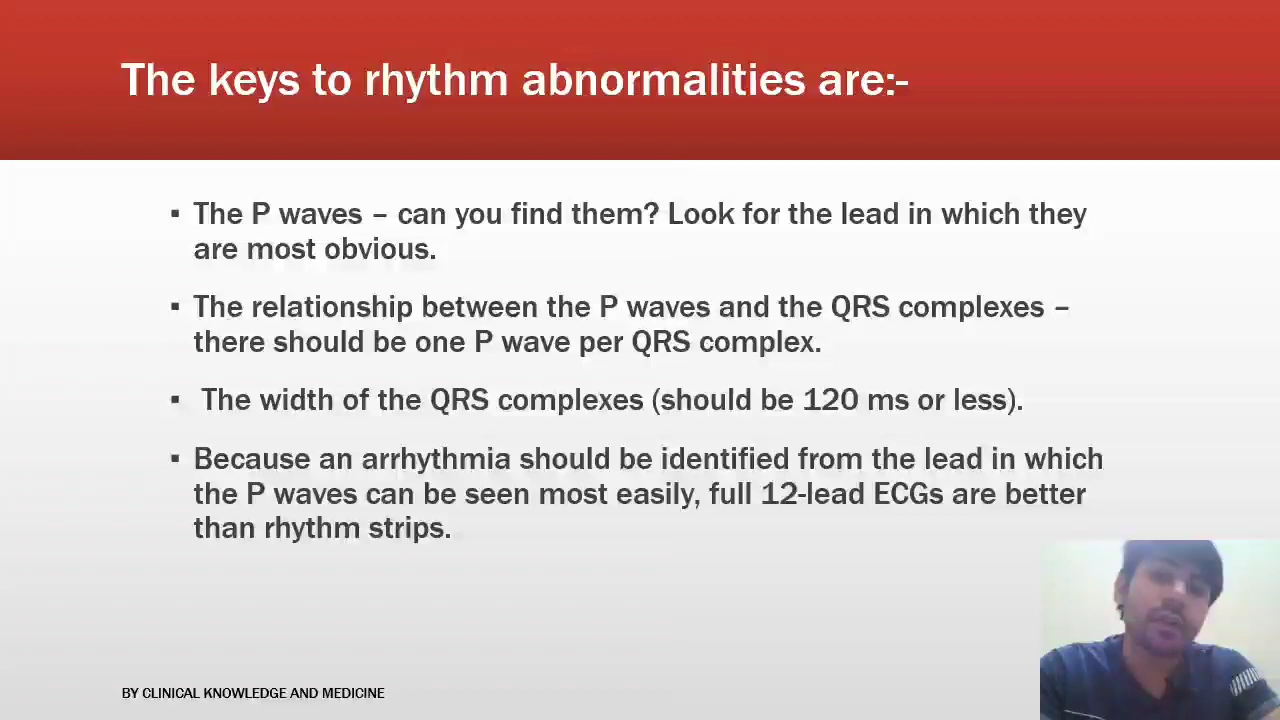 The keys to rhythm abnormalities are:-
▪ The P waves – can you find them? Look for the lead in which they
are most obvious.
▪ The relationship between the P waves and the QRS complexes –
there should be one P wave per QRS complex.
▪ The width of the QRS complexes (should be 120 ms or less).
▪ Because an arrhythmia should be identified from the lead in which
the P waves can be seen most easily, full 12-lead ECGs are better
than rhythm strips.
BY CLINICAL KNOWLEDGE AND MEDICINE